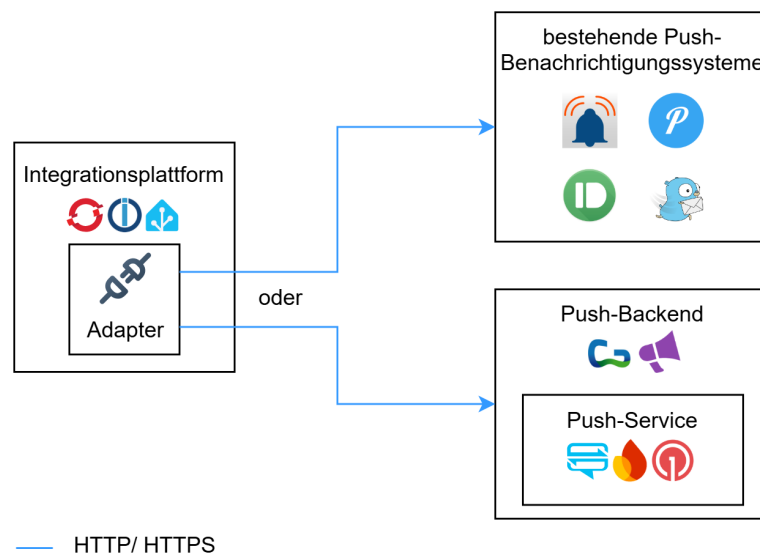 bestehende Push-
Benachrichtigungssysteme
Integrationsplattform
Adapter
oder
Push-Backend
Push-Service
HTTP/ HTTPS